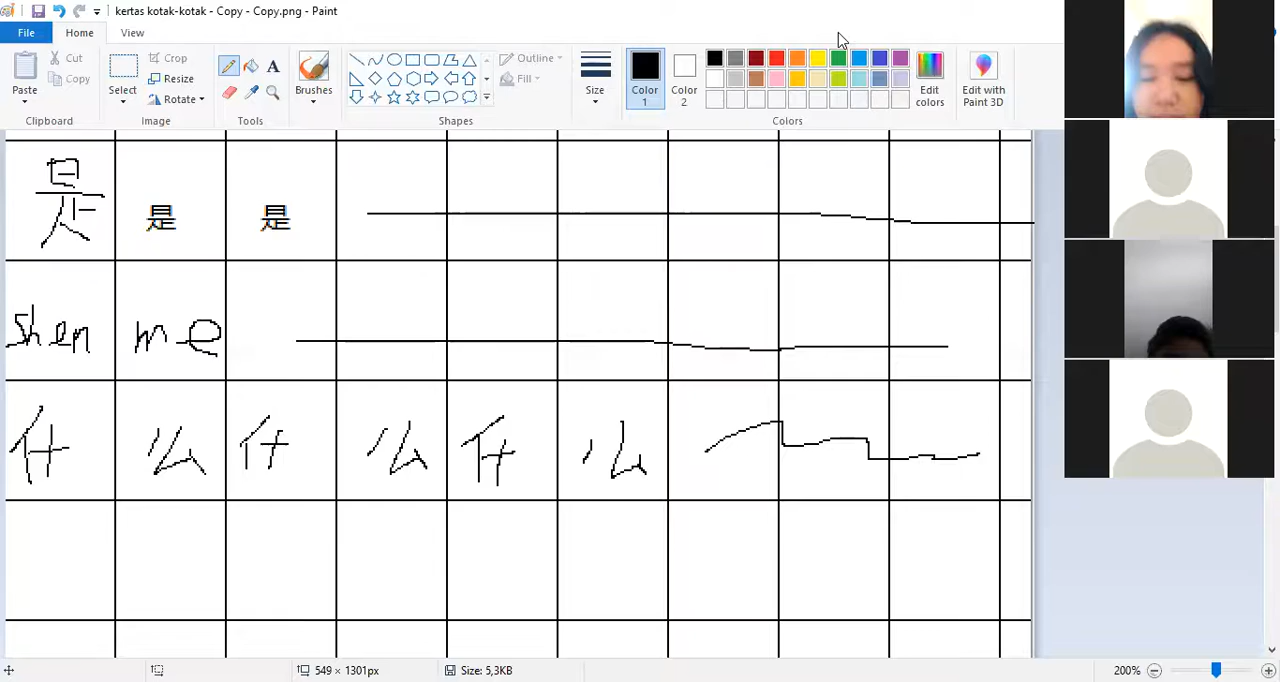 kertas kotak-kotak - Copy - Copy.png - Paint
File Home View
Paste Cut Copy
Clipboard
Select Crop Resize Rotate
Image
A
Tools
Brushes
Outline Fill
Shapes
Size
Color 1 Color 2
Edit colors
Colors
Edit with Paint 3D
是 是 是
shen me
什 么 什 么 什 么
549 × 1301px Size: 5,3KB 200%